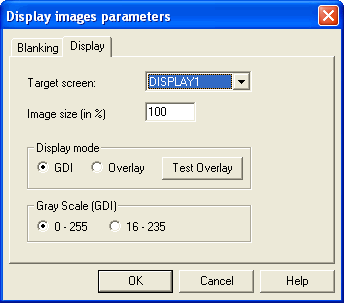 Display images parameters
Blanking Display
Target screen: DISPLAY1
Image size (in %) 100
Display mode
GDI Overlay Test Overlay
Gray Scale (GDI)
0 - 255 16 - 235
OK Cancel Help